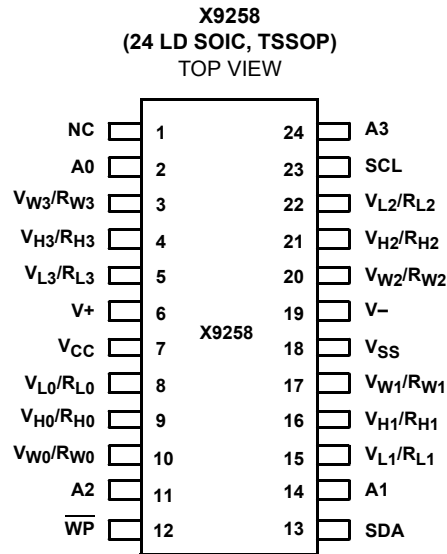 X9258
(24 LD SOIC, TSSOP)
TOP VIEW
NC 1 24 A3
A0 2 23 SCL
VW3/RW3 3 22 VL2/RL2
VH3/RH3 4 21 VH2/RH2
VL3/RL3 5 20 VW2/RW2
V+ 6 19 V–
X9258
VCC 7 18 VSS
VL0/RL0 8 17 VW1/RW1
VH0/RH0 9 16 VH1/RH1
VW0/RW0 10 15 VL1/RL1
A2 11 14 A1
W̅P̅ 12 13 SDA